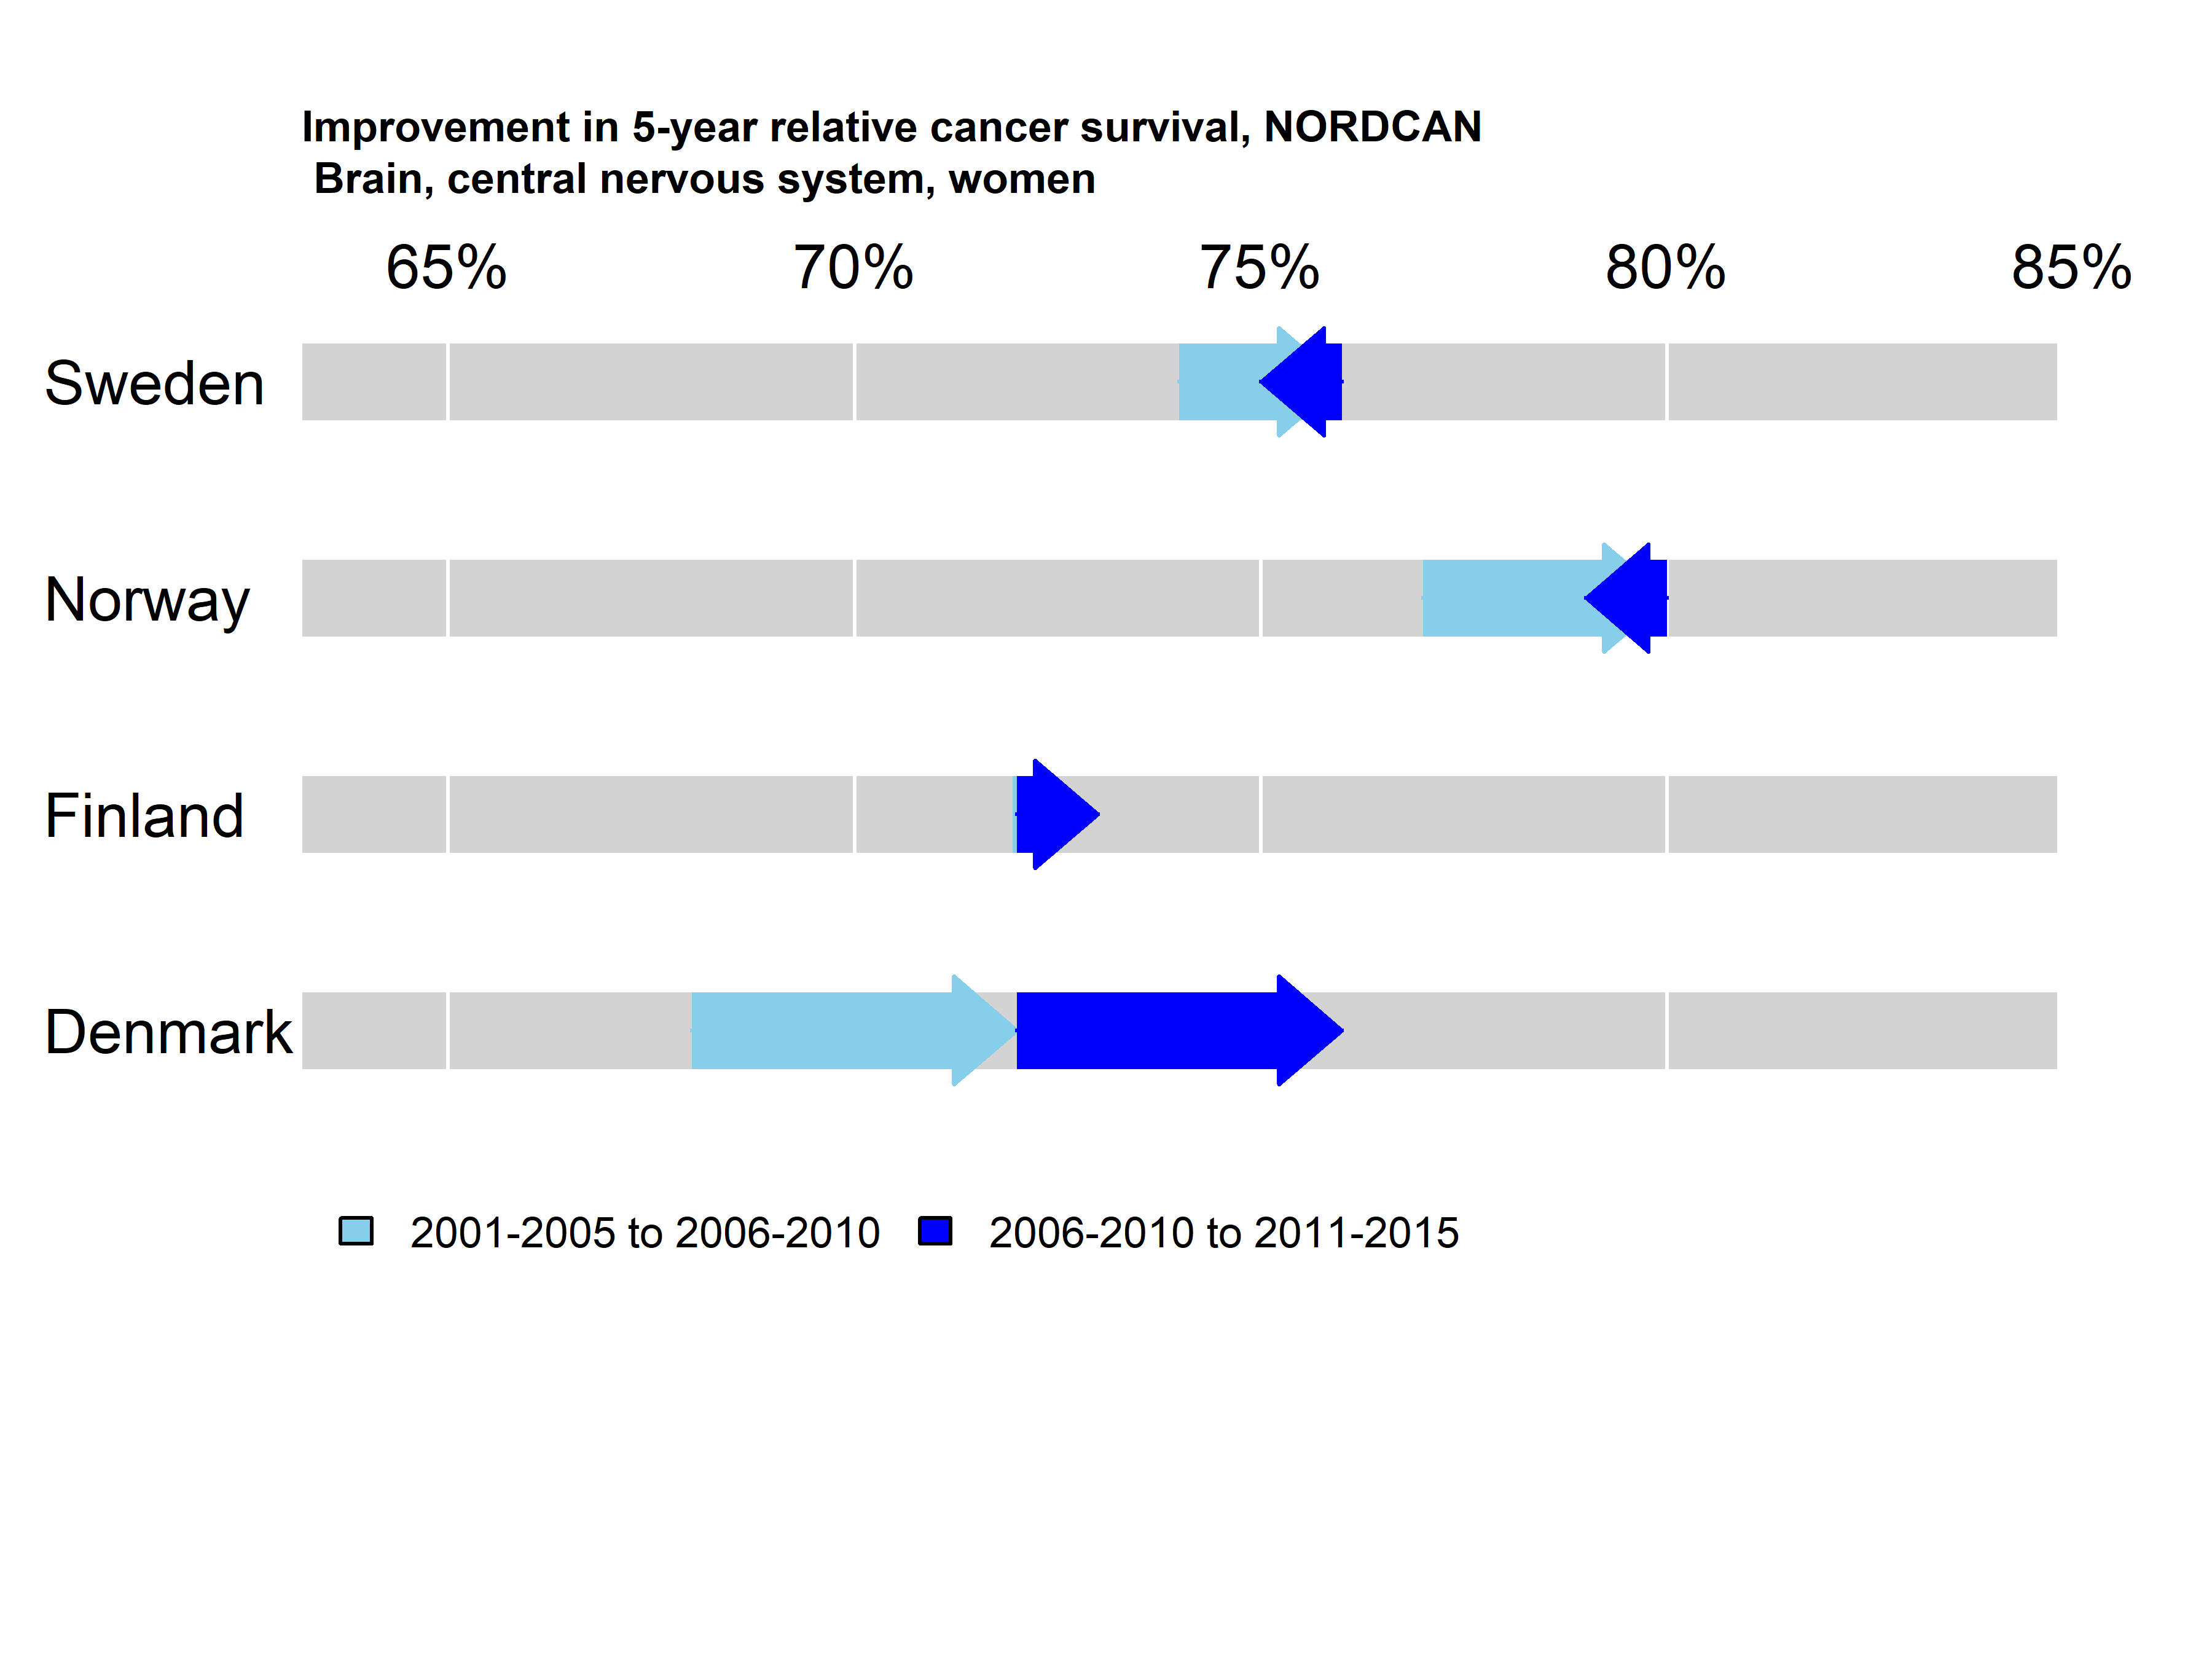 Improvement in 5-year relative cancer survival, NORDCAN
Brain, central nervous system, women
65% 70% 75% 80% 85%
Sweden
Norway
Finland
Denmark
2001-2005 to 2006-2010 2006-2010 to 2011-2015